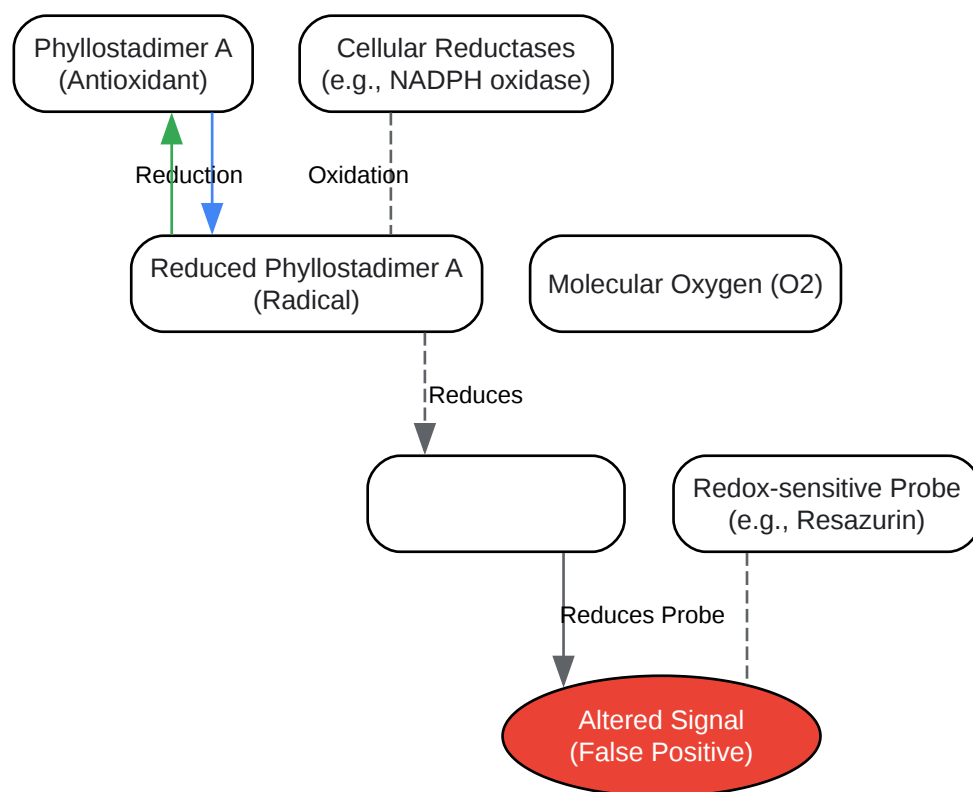 Phyllostadimer A
(Antioxidant)
Cellular Reductases
(e.g., NADPH oxidase)
Reduction
Oxidation
Reduced Phyllostadimer A
(Radical)
Molecular Oxygen (O2)
Reduces
Redox-sensitive Probe
(e.g., Resazurin)
Reduces Probe
Altered Signal
(False Positive)